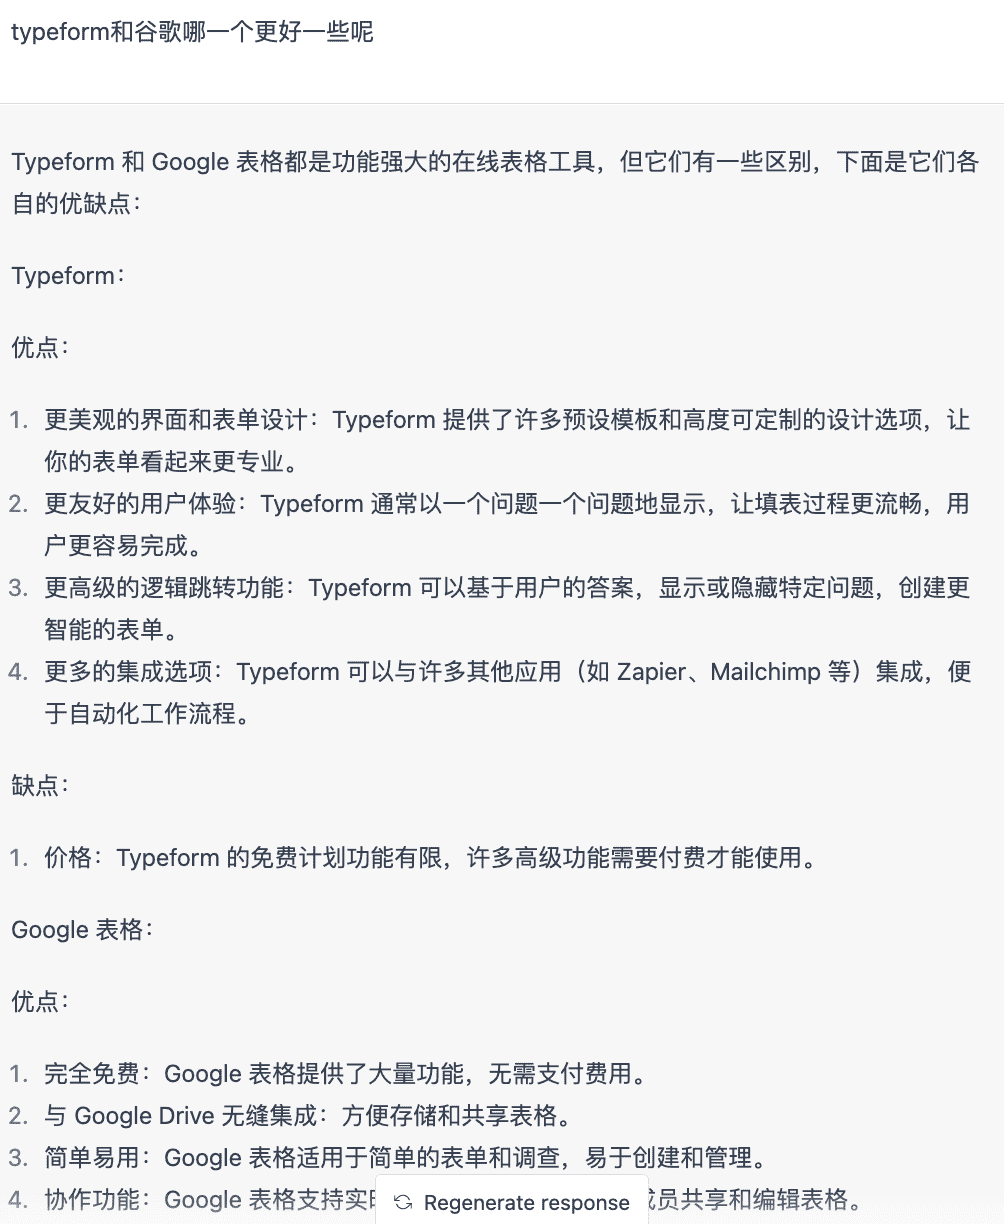 typeform和谷歌哪一个更好一些呢
Typeform 和 Google 表格都是功能强大的在线表格工具，但它们有一些区别，下面是它们各
自的优缺点：
Typeform：
优点：
1. 更美观的界面和表单设计：Typeform 提供了许多预设模板和高度可定制的设计选项，让
你的表单看起来更专业。
2. 更友好的用户体验：Typeform 通常以一个问题一个问题地显示，让填表过程更流畅，用
户更容易完成。
3. 更高级的逻辑跳转功能：Typeform 可以基于用户的答案，显示或隐藏特定问题，创建更
智能的表单。
4. 更多的集成选项：Typeform 可以与许多其他应用（如 Zapier、Mailchimp 等）集成，便
于自动化工作流程。
缺点：
1. 价格：Typeform 的免费计划功能有限，许多高级功能需要付费才能使用。
Google 表格：
优点：
1. 完全免费：Google 表格提供了大量功能，无需支付费用。
2. 与 Google Drive 无缝集成：方便存储和共享表格。
3. 简单易用：Google 表格适用于简单的表单和调查，易于创建和管理。
4. 协作功能：Google 表格支持实 Regenerate response 员共享和编辑表格。